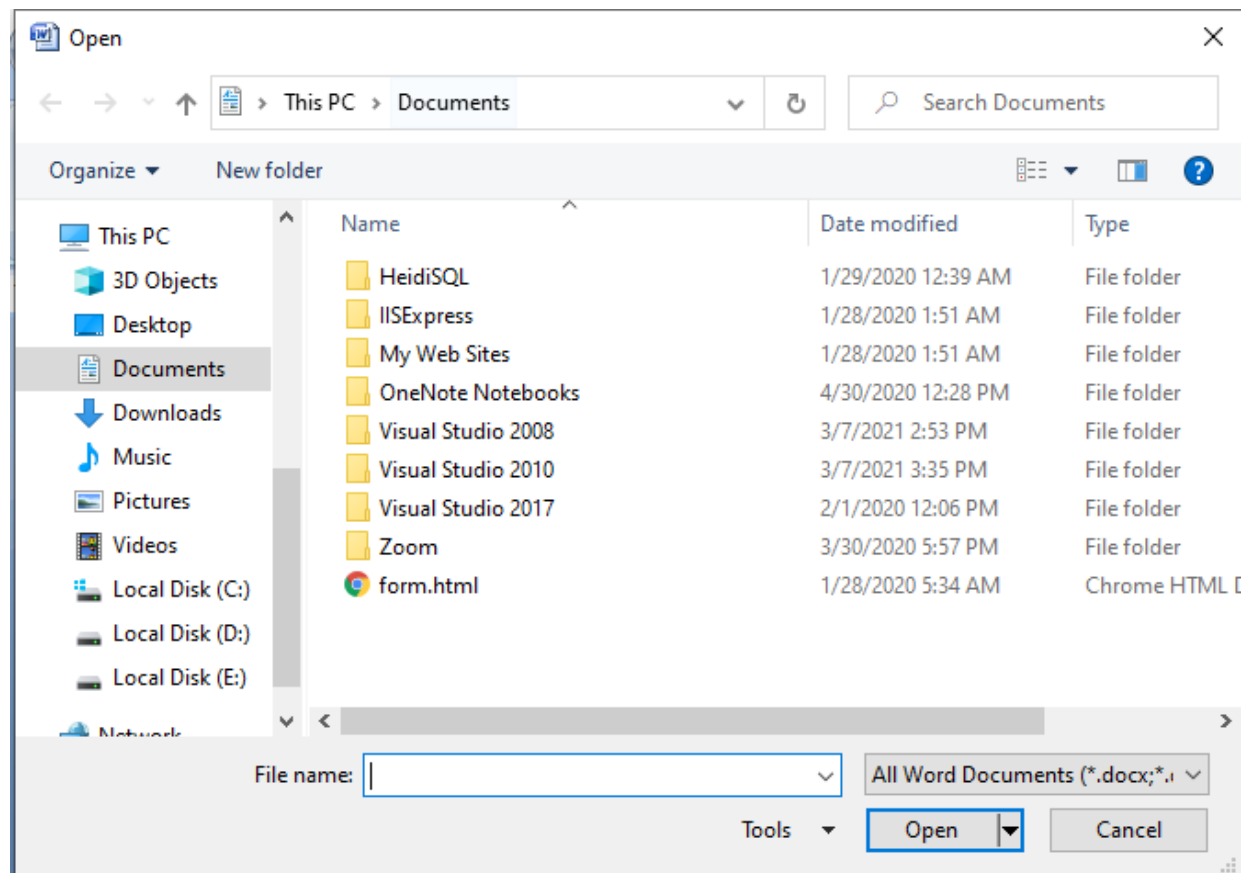 Open
This PC > Documents
Search Documents
Organize
New folder
Name Date modified Type
This PC
3D Objects
Desktop
Documents
Downloads
Music
Pictures
Videos
Local Disk (C:)
Local Disk (D:)
Local Disk (E:)
Network
HeidiSQL 1/29/2020 12:39 AM File folder
IISExpress 1/28/2020 1:51 AM File folder
My Web Sites 1/28/2020 1:51 AM File folder
OneNote Notebooks 4/30/2020 12:28 PM File folder
Visual Studio 2008 3/7/2021 2:53 PM File folder
Visual Studio 2010 3/7/2021 3:35 PM File folder
Visual Studio 2017 2/1/2020 12:06 PM File folder
Zoom 3/30/2020 5:57 PM File folder
form.html 1/28/2020 5:34 AM Chrome HTML
File name:
All Word Documents (*.docx;*.
Tools
Open
Cancel